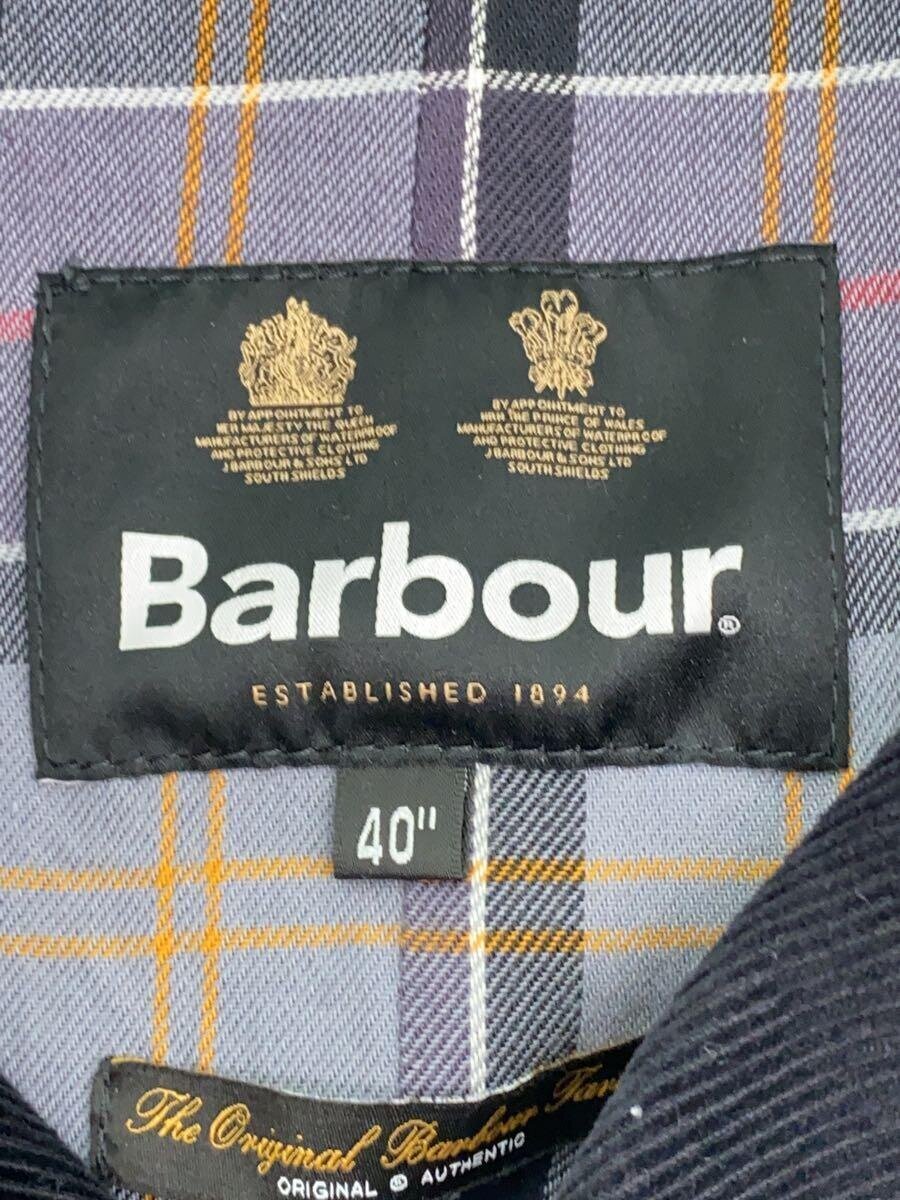 BY APPOINTMENT TO
HER MAJESTY THE QUEEN
MANUFACTURERS OF WATERPROOF
AND PROTECTIVE CLOTHING
J BARBOUR & SONS LTD
SOUTH SHIELDS
BY APPOINTMENT TO
HRH THE PRINCE OF WALES
MANUFACTURERS OF WATERPROOF
AND PROTECTIVE CLOTHING
J BARBOUR & SONS LTD
SOUTH SHIELDS
Barbour®
ESTABLISHED 1894
40"
The Original Barbour Tar
ORIGINAL AUTHENTIC